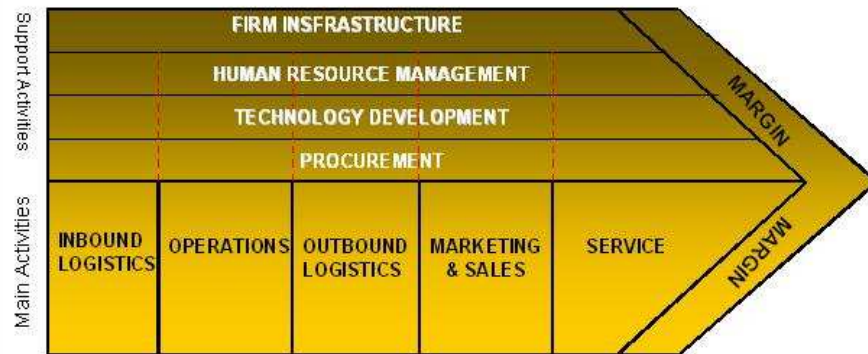 Support Activities
FIRM INSFRASTRUCTURE
HUMAN RESOURCE MANAGEMENT
TECHNOLOGY DEVELOPMENT
PROCUREMENT
MARGIN
Main Activities
INBOUND
LOGISTICS
OPERATIONS
OUTBOUND
LOGISTICS
MARKETING
& SALES
SERVICE
MARGIN